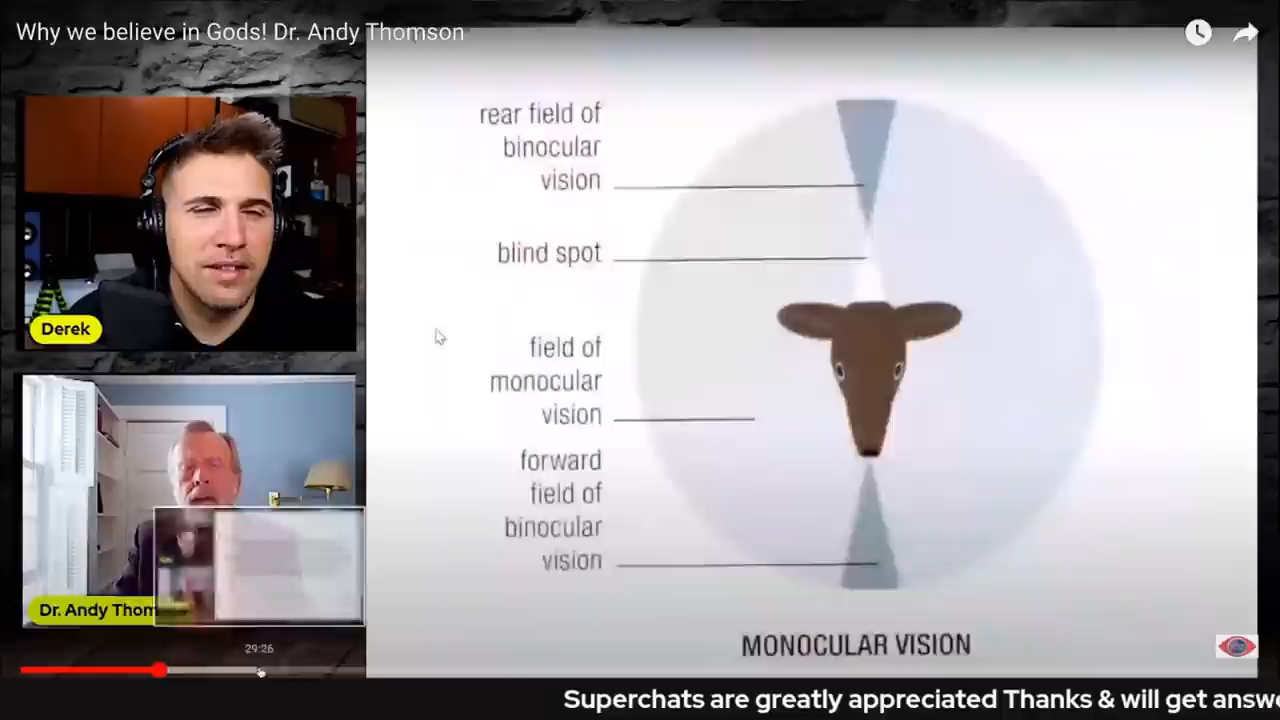 Why we believe in Gods! Dr. Andy Thomson
rear field of
binocular
vision
blind spot
field of
monocular
vision
forward
field of
binocular
vision
MONOCULAR VISION
Derek
Dr. Andy Thom
29:26
Superchats are greatly appreciated Thanks & will get answ